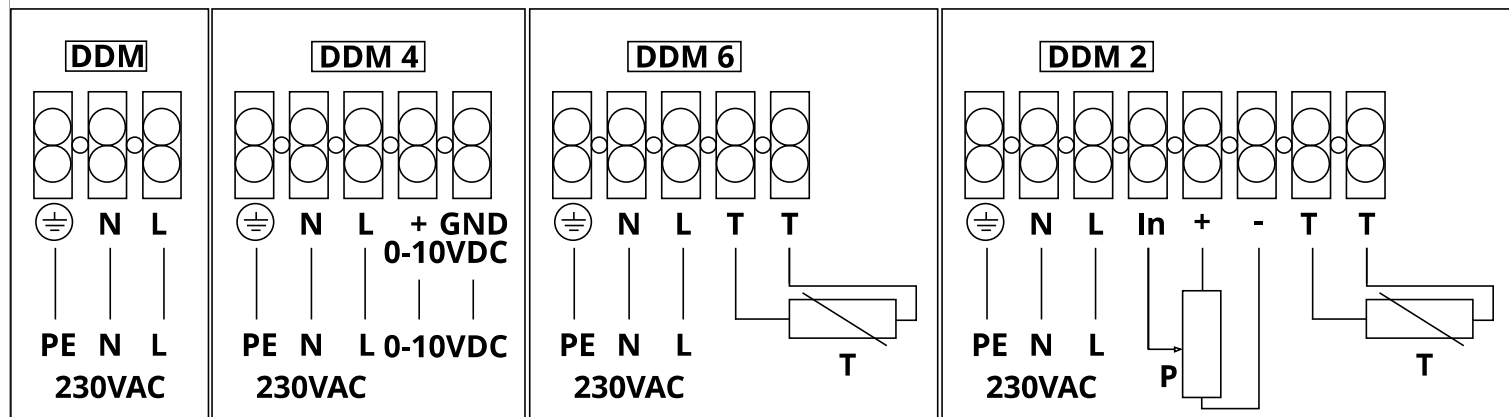 DDM
N L
PE N L
230VAC
DDM 4
N L + GND
0-10VDC
PE N L 0-10VDC
230VAC
DDM 6
N L T T
PE N L
230VAC
T
DDM 2
N L In + - T T
PE N L
230VAC
P
T